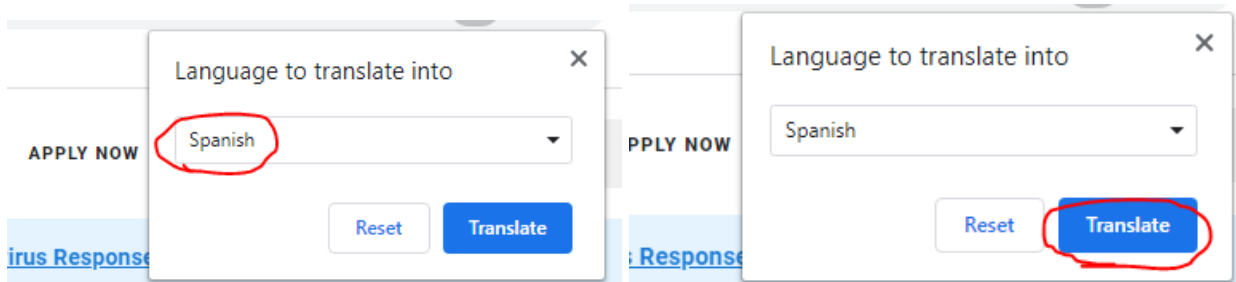 Language to translate into
Spanish
APPLY NOW
Reset
Translate
irus Response
Language to translate into
Spanish
PPLY NOW
Reset
Translate
s Response